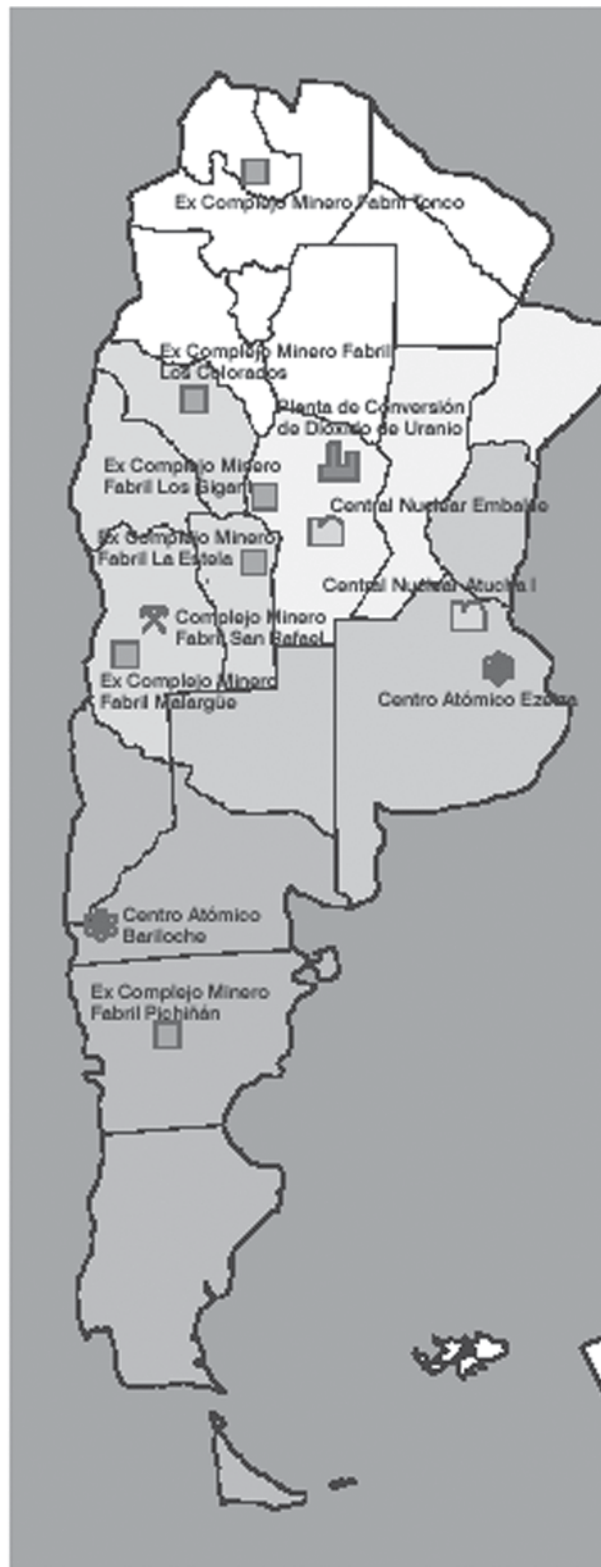 Ex Complejo Minero Fabril Tonco
Ex Complejo Minero Fabril
Los Colorados
Planta de Conversión
de Dióxido de Uranio
Ex Complejo Minero
Fabril Los Gigant
Central Nuclear Embalse
Ex Complejo Minero
Fabril La Estela
Central Nuclear Atucha I
Complejo Minero
Fabril San Rafael
Ex Complejo Minero
Fabril Malargüe
Centro Atómico Ezeiza
Centro Atómico
Bariloche
Ex Complejo Minero
Fabril Pichiñán